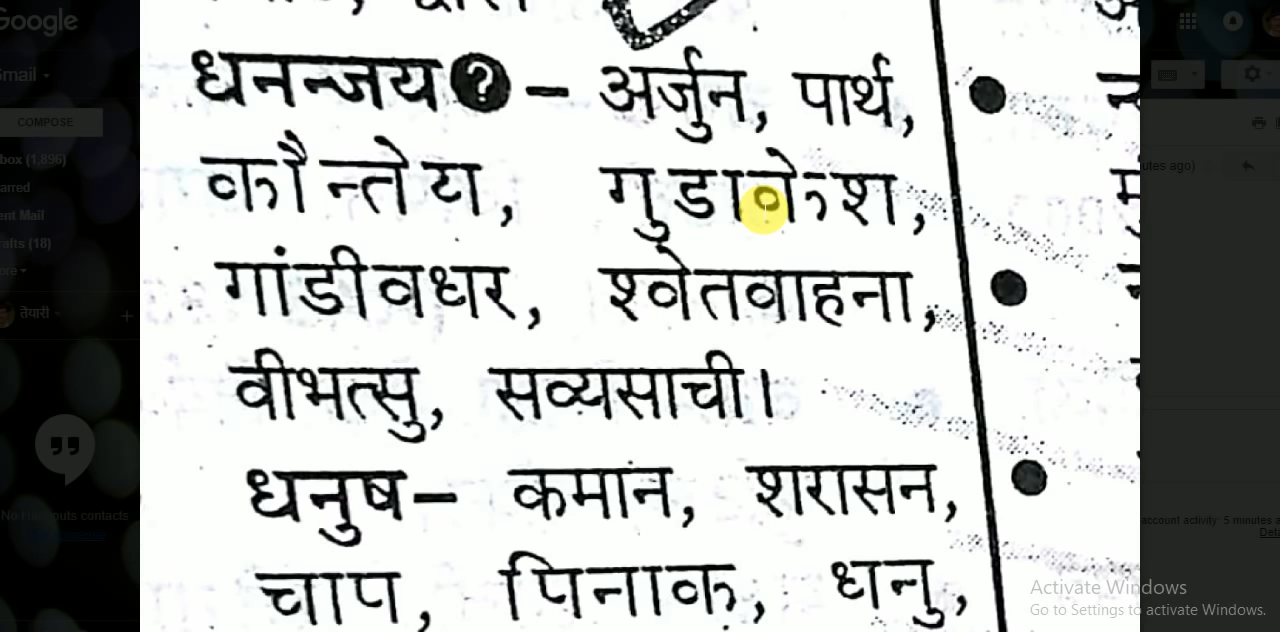 Google
Gmail
COMPOSE
धनन्जय ? – अर्जुन, पार्थ,
कौन्तेय, गुडाकेश,
गांडीवधर, श्वेतवाहना,
वीभत्सु, सव्यसाची।
धनुष– कमान, शरासन,
चाप, पिनाक, धनु,
तैयारी
Activate Windows
Go to Settings to activate Windows.